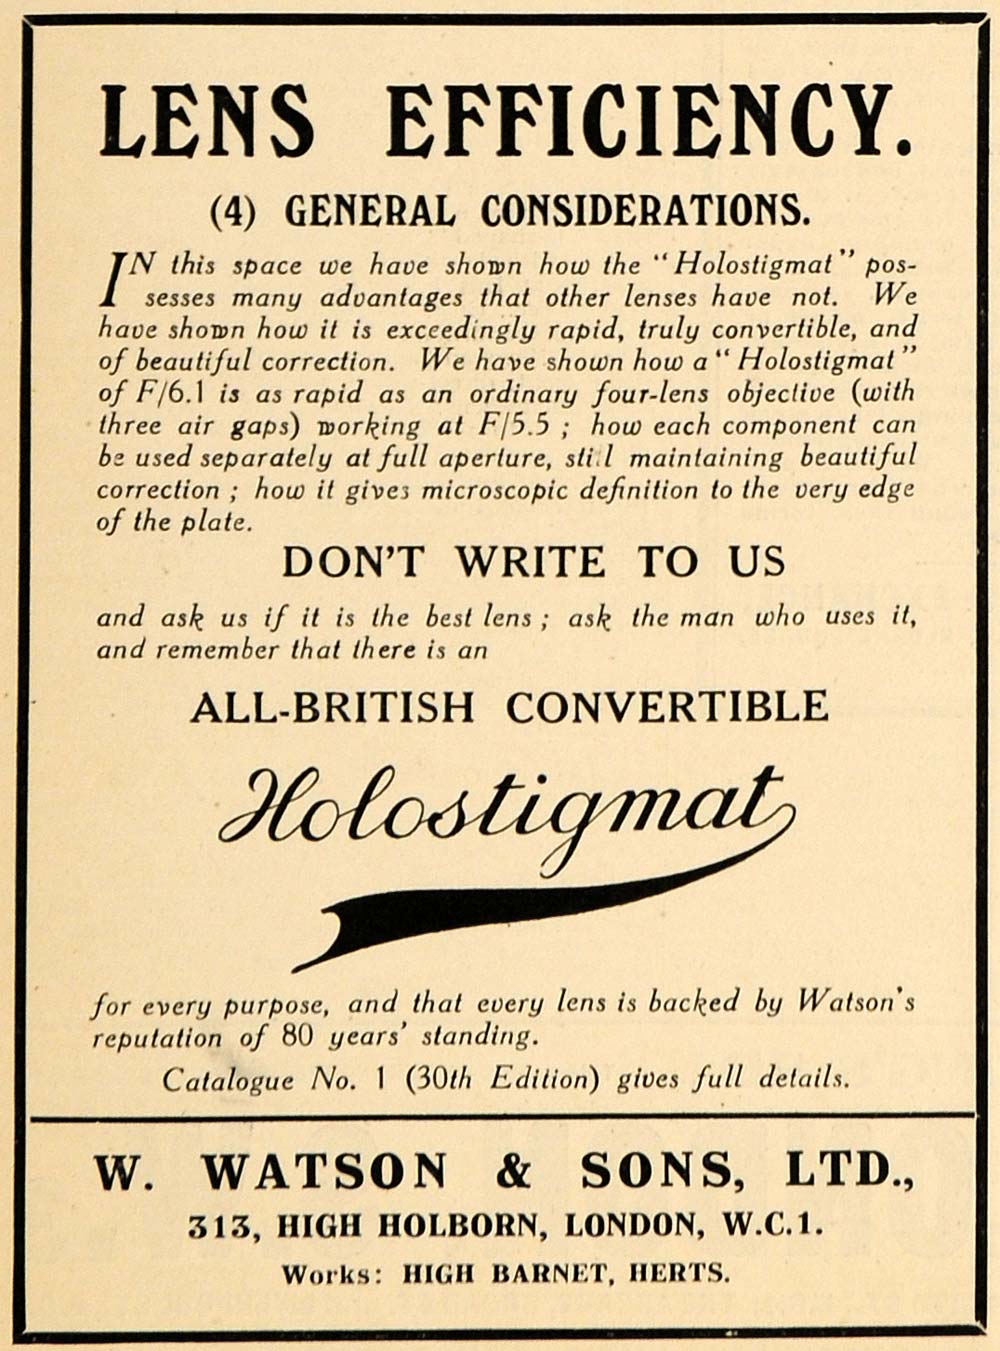 LENS EFFICIENCY.
(4) GENERAL CONSIDERATIONS.
IN this space we have shown how the "Holostigmat" pos-
sesses many advantages that other lenses have not. We
have shown how it is exceedingly rapid, truly convertible, and
of beautiful correction. We have shown how a "Holostigmat"
of F/6.1 is as rapid as an ordinary four-lens objective (with
three air gaps) working at F/5.5 ; how each component can
be used separately at full aperture, still maintaining beautiful
correction ; how it gives microscopic definition to the very edge
of the plate.
DON'T WRITE TO US
and ask us if it is the best lens ; ask the man who uses it,
and remember that there is an
ALL-BRITISH CONVERTIBLE
Holostigmat
for every purpose, and that every lens is backed by Watson's
reputation of 80 years' standing.
Catalogue No. 1 (30th Edition) gives full details.
W. WATSON & SONS, LTD.,
313, HIGH HOLBORN, LONDON, W.C.1.
Works: HIGH BARNET, HERTS.